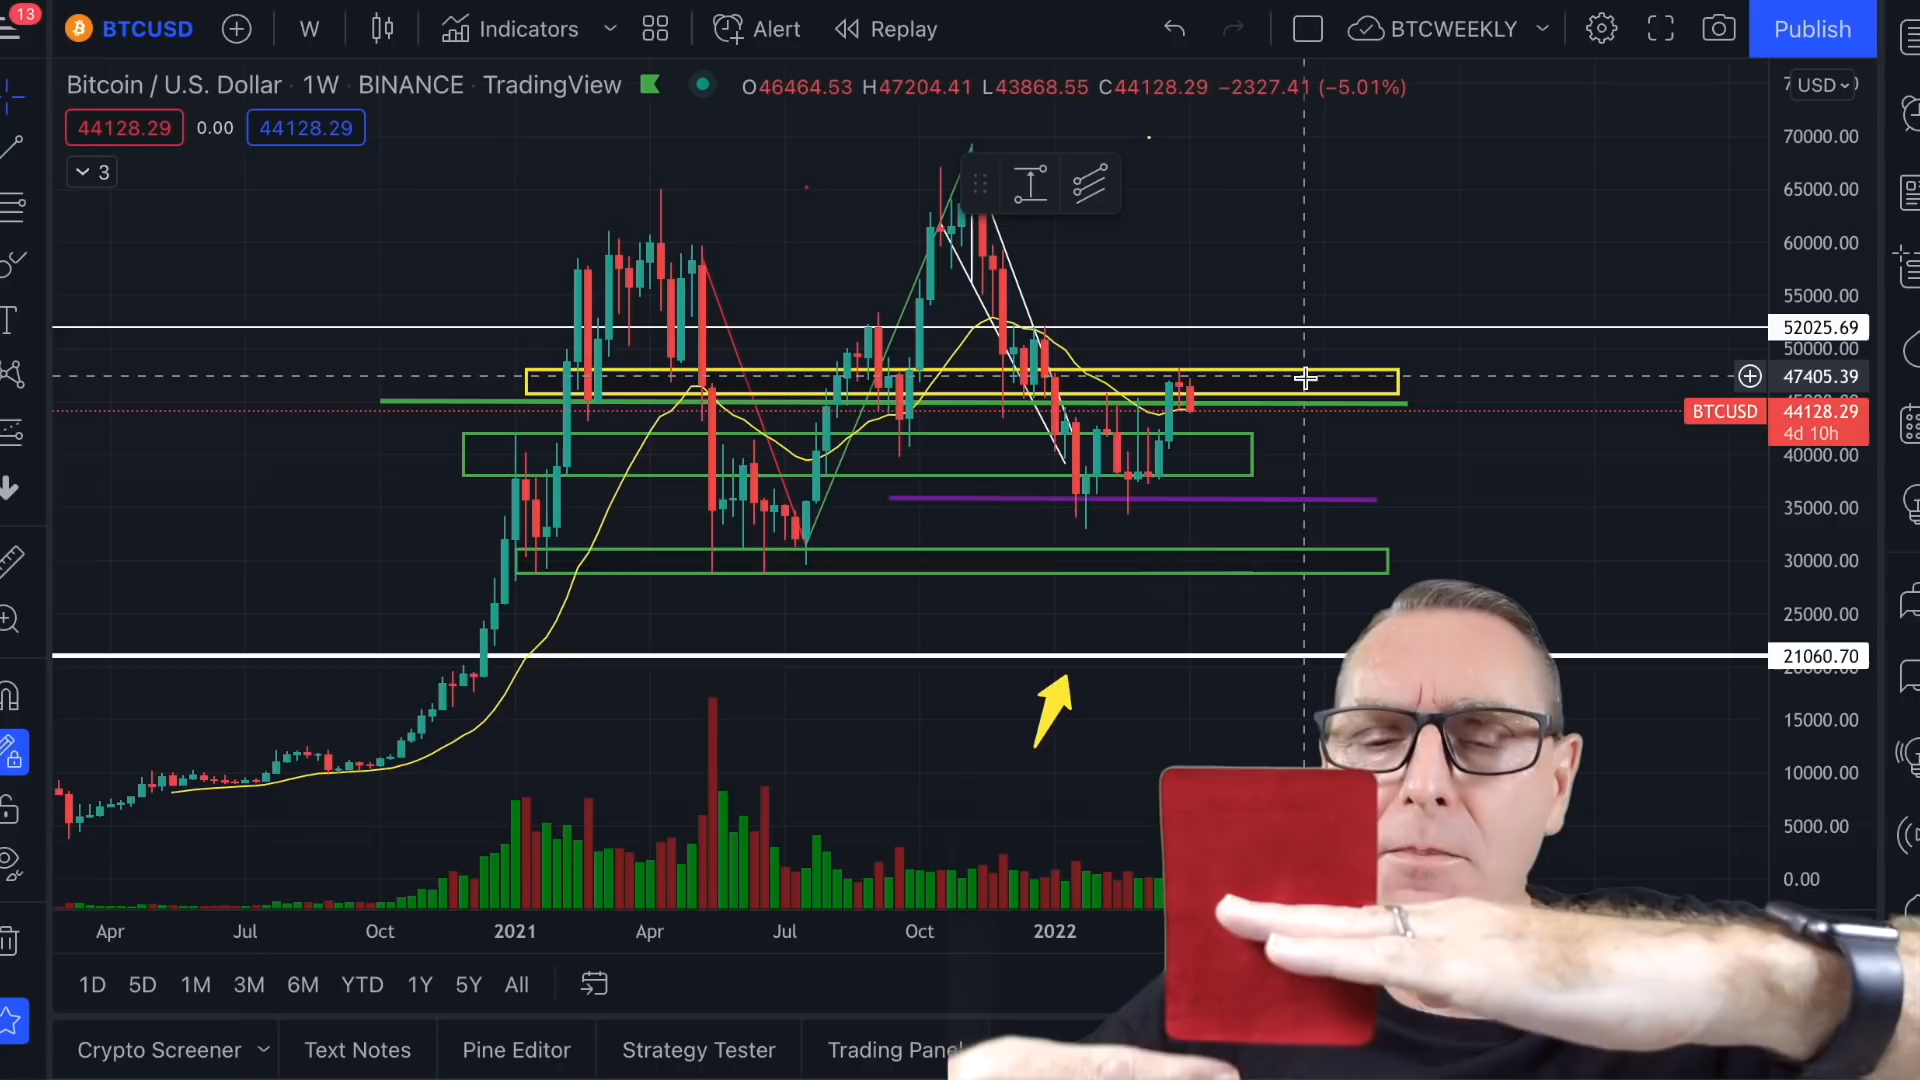 13
BTCUSD W Indicators Alert Replay BTCWEEKLY Publish
Bitcoin / U.S. Dollar · 1W · BINANCE · TradingView O46464.53 H47204.41 L43868.55 C44128.29 −2327.41 (−5.01%)
USD
44128.29 0.00 44128.29
3
70000.00
65000.00
60000.00
55000.00
52025.69
50000.00
47405.39
BTCUSD 44128.29
4d 10h
40000.00
35000.00
30000.00
25000.00
21060.70
15000.00
10000.00
5000.00
0.00
Apr Jul Oct 2021 Apr Jul Oct 2022
1D 5D 1M 3M 6M YTD 1Y 5Y All
Crypto Screener Text Notes Pine Editor Strategy Tester Trading Panel